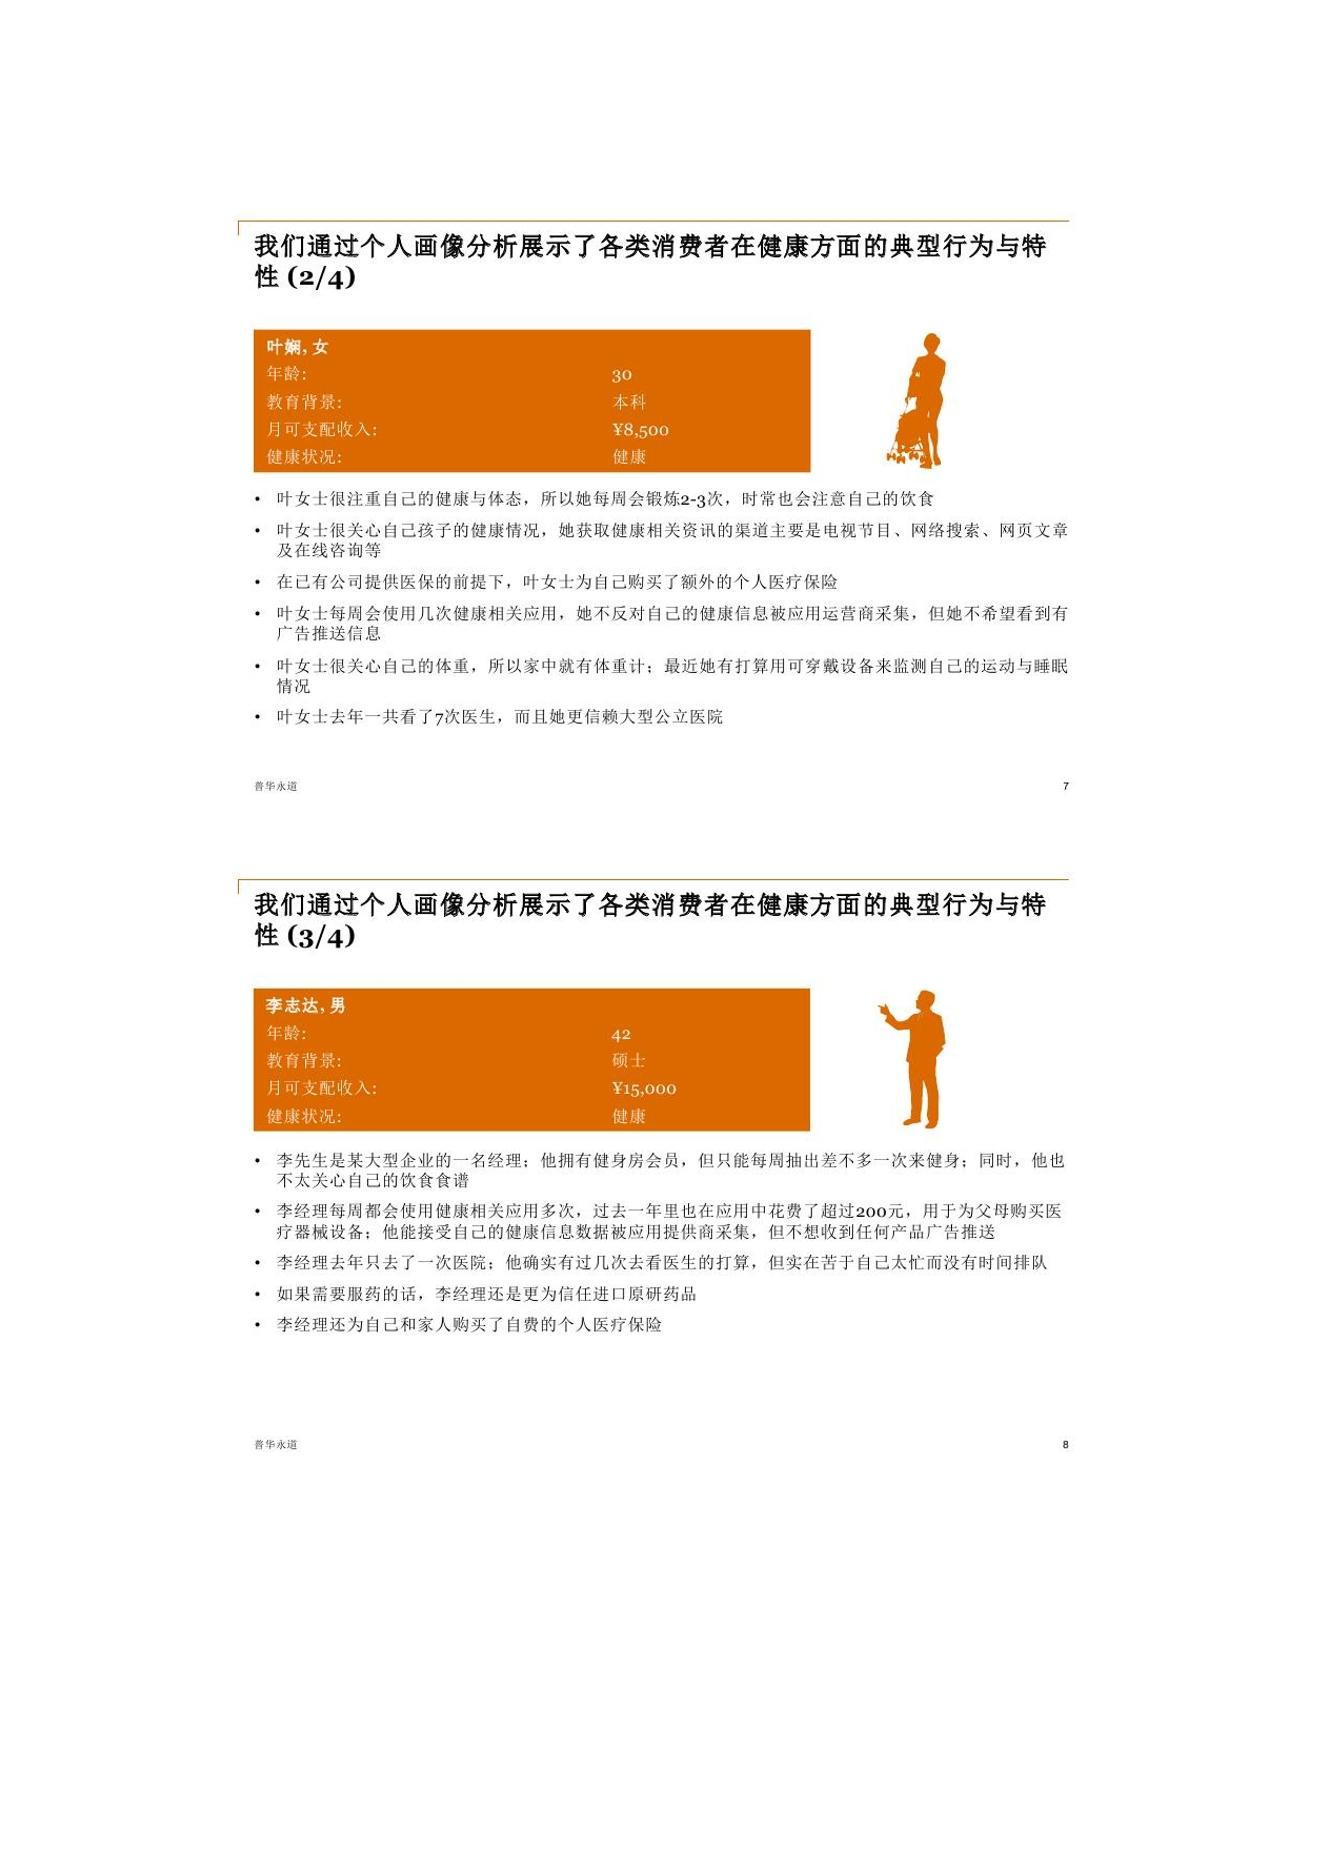 我们通过个人画像分析展示了各类消费者在健康方面的典型行为与特
性 (2/4)
叶娴, 女
年龄: 30
教育背景: 本科
月可支配收入: ¥8,500
健康状况: 健康
• 叶女士很注重自己的健康与体态，所以她每周会锻炼2-3次，时常也会注意自己的饮食
• 叶女士很关心自己孩子的健康情况，她获取健康相关资讯的渠道主要是电视节目、网络搜索、网页文章
及在线咨询等
• 在已有公司提供医保的前提下，叶女士为自己购买了额外的个人医疗保险
• 叶女士每周会使用几次健康相关应用，她不反对自己的健康信息被应用运营商采集，但她不希望看到有
广告推送信息
• 叶女士很关心自己的体重，所以家中就有体重计；最近她有打算用可穿戴设备来监测自己的运动与睡眠
情况
• 叶女士去年一共看了7次医生，而且她更信赖大型公立医院
普华永道 7
我们通过个人画像分析展示了各类消费者在健康方面的典型行为与特
性 (3/4)
李志达, 男
年龄: 42
教育背景: 硕士
月可支配收入: ¥15,000
健康状况: 健康
• 李先生是某大型企业的一名经理；他拥有健身房会员，但只能每周抽出差不多一次来健身；同时，他也
不太关心自己的饮食食谱
• 李经理每周都会使用健康相关应用多次，过去一年里也在应用中花费了超过200元，用于为父母购买医
疗器械设备；他能接受自己的健康信息数据被应用提供商采集，但不想收到任何产品广告推送
• 李经理去年只去了一次医院；他确实有过几次去看医生的打算，但实在苦于自己太忙而没有时间排队
• 如果需要服药的话，李经理还是更为信任进口原研药品
• 李经理还为自己和家人购买了自费的个人医疗保险
普华永道 8